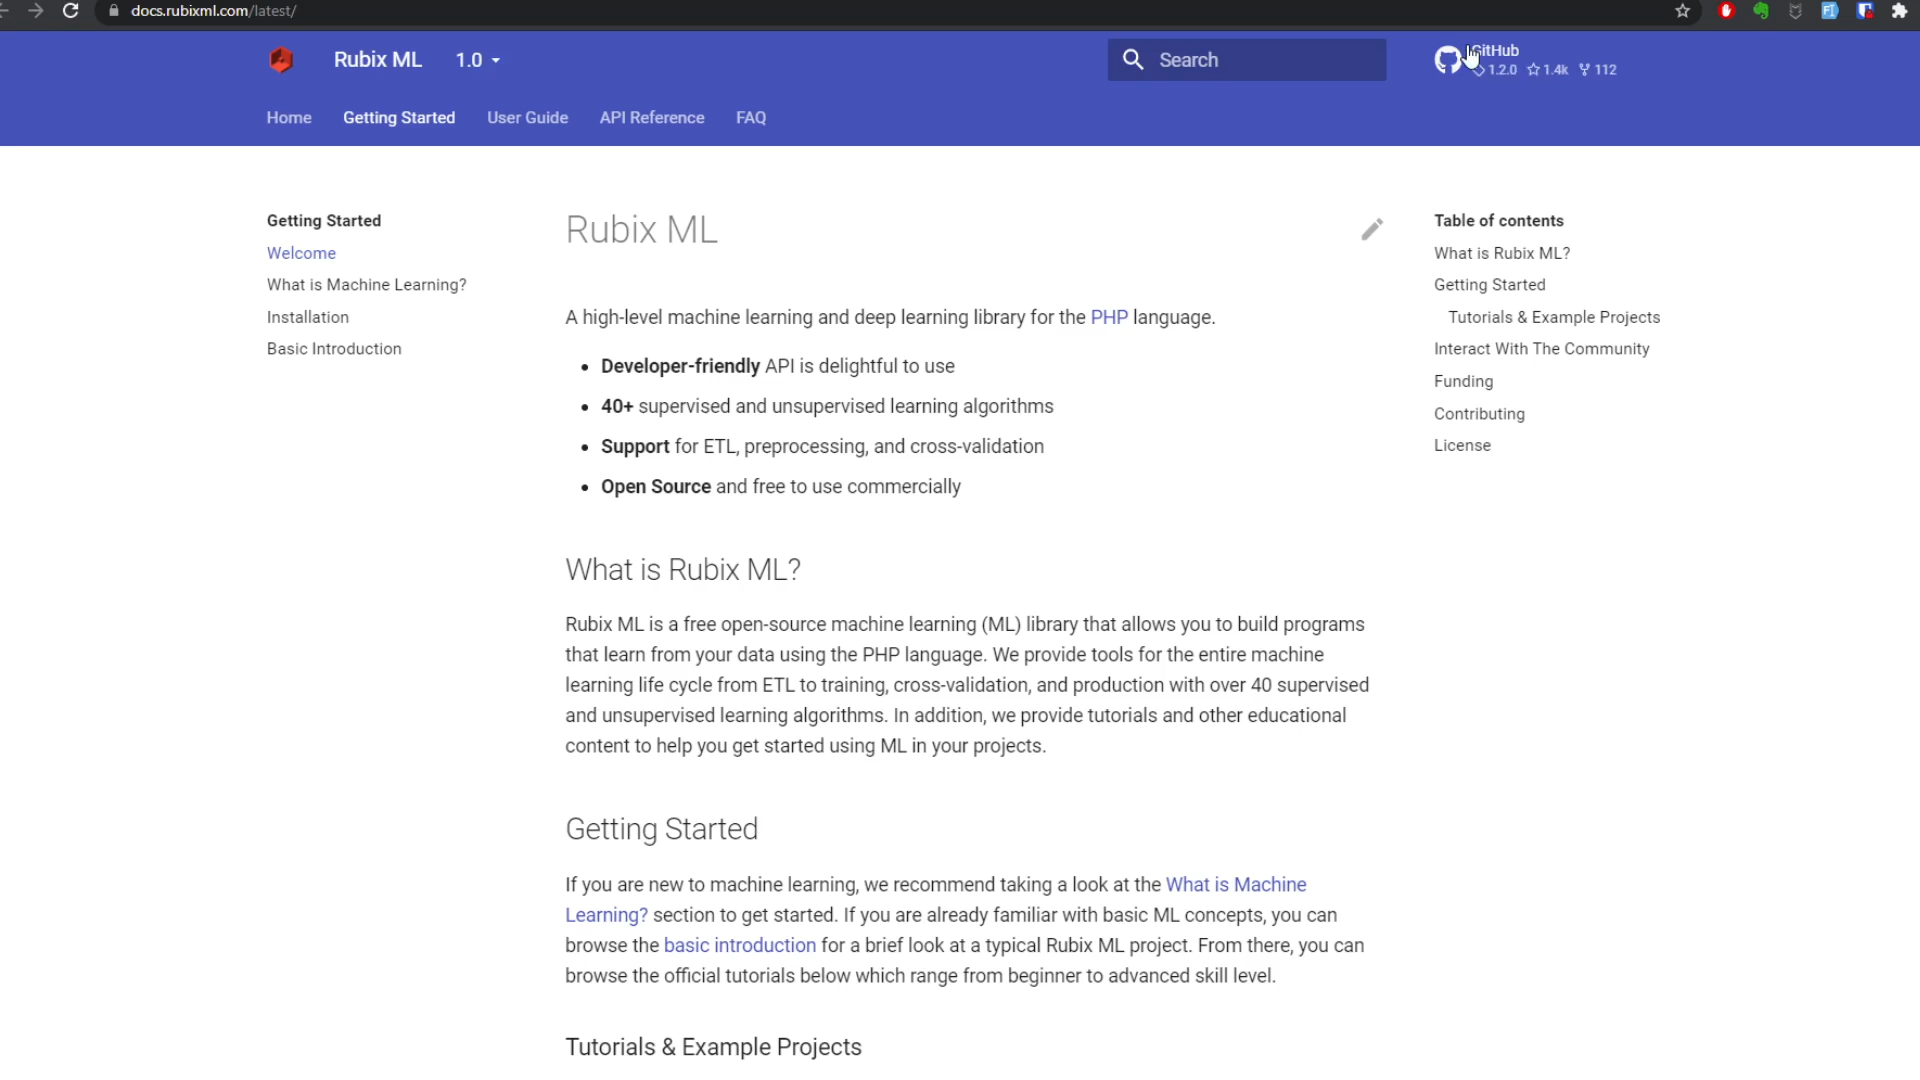 docs.rubixml.com/latest/
Rubix ML 1.0
Search
GitHub
1.2.0 1.4k 112
Home Getting Started User Guide API Reference FAQ
Getting Started
Welcome
What is Machine Learning?
Installation
Basic Introduction
Rubix ML
A high-level machine learning and deep learning library for the PHP language.
Developer-friendly API is delightful to use
40+ supervised and unsupervised learning algorithms
Support for ETL, preprocessing, and cross-validation
Open Source and free to use commercially
What is Rubix ML?
Rubix ML is a free open-source machine learning (ML) library that allows you to build programs
that learn from your data using the PHP language. We provide tools for the entire machine
learning life cycle from ETL to training, cross-validation, and production with over 40 supervised
and unsupervised learning algorithms. In addition, we provide tutorials and other educational
content to help you get started using ML in your projects.
Getting Started
If you are new to machine learning, we recommend taking a look at the What is Machine
Learning? section to get started. If you are already familiar with basic ML concepts, you can
browse the basic introduction for a brief look at a typical Rubix ML project. From there, you can
browse the official tutorials below which range from beginner to advanced skill level.
Tutorials & Example Projects
Table of contents
What is Rubix ML?
Getting Started
Tutorials & Example Projects
Interact With The Community
Funding
Contributing
License